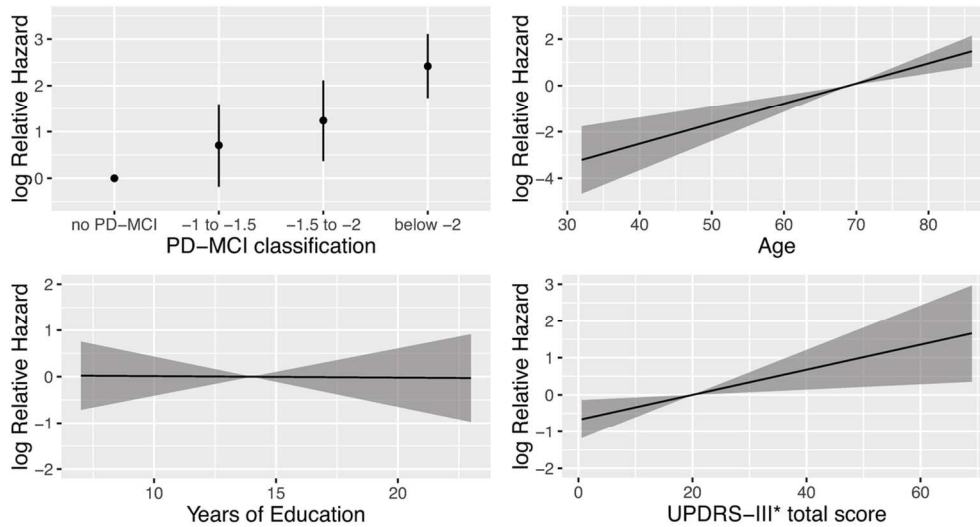 log Relative Hazard
3
2
1
0
no PD−MCI
−1 to −1.5
−1.5 to −2
below −2
PD−MCI classification
log Relative Hazard
2
0
−2
−4
30
40
50
60
70
80
Age
log Relative Hazard
2
1
0
−1
−2
10
15
20
Years of Education
log Relative Hazard
3
2
1
0
−1
−2
0
20
40
60
UPDRS−III* total score